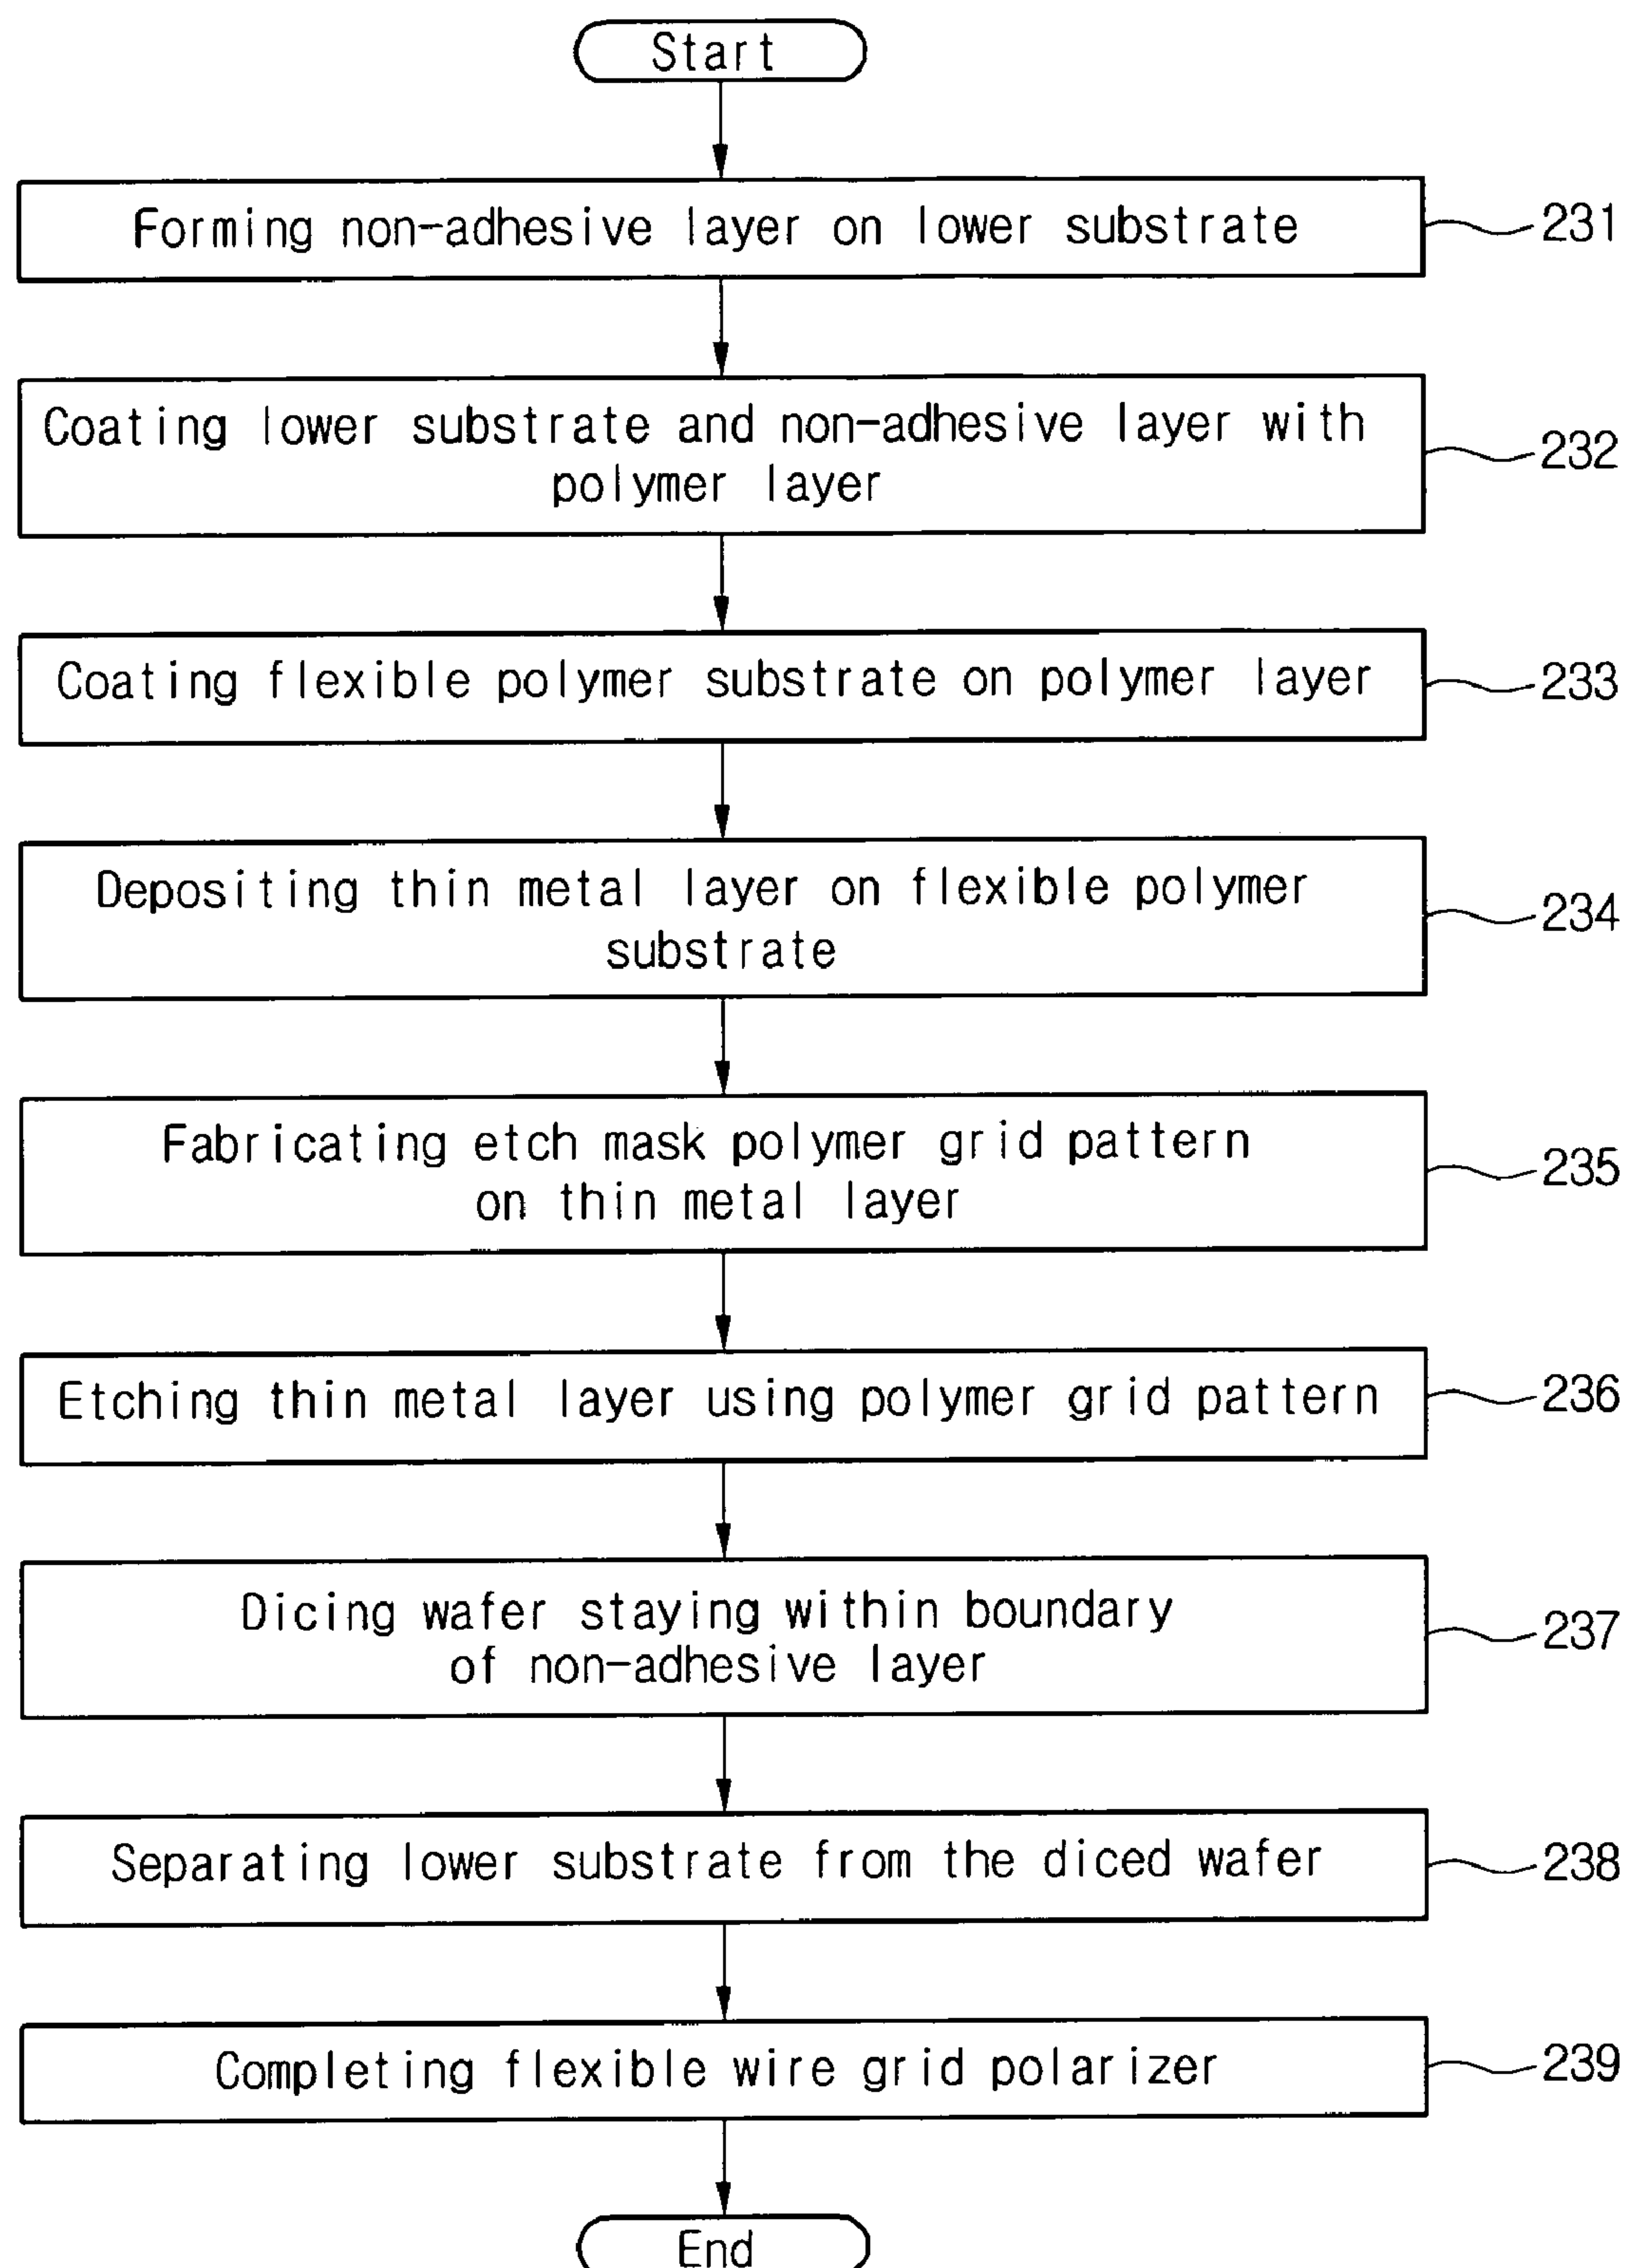 Start
Forming non-adhesive layer on lower substrate
231
Coating lower substrate and non-adhesive layer with
polymer layer
232
Coating flexible polymer substrate on polymer layer
233
Depositing thin metal layer on flexible polymer
substrate
234
Fabricating etch mask polymer grid pattern
on thin metal layer
235
Etching thin metal layer using polymer grid pattern
236
Dicing wafer staying within boundary
of non-adhesive layer
237
Separating lower substrate from the diced wafer
238
Completing flexible wire grid polarizer
239
End